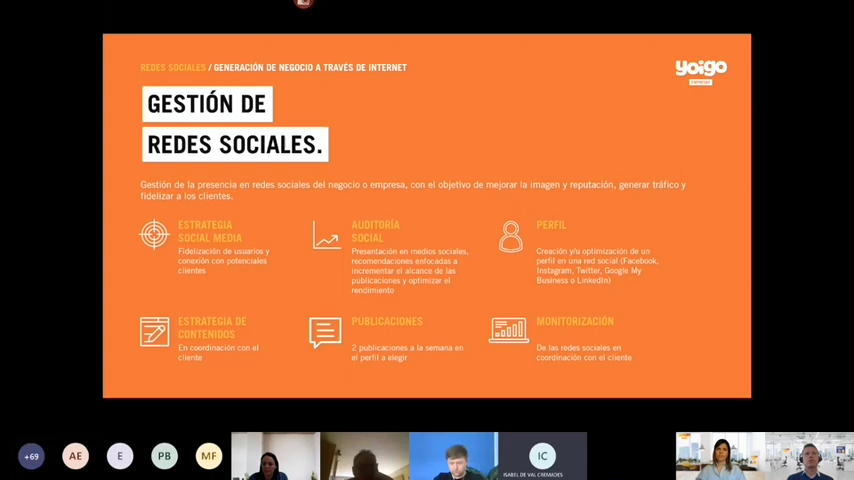 REDES SOCIALES / GENERACIÓN DE NEGOCIO A TRAVÉS DE INTERNET
yoigo
EMPRESAS
GESTIÓN DE
REDES SOCIALES.
Gestión de la presencia en redes sociales del negocio o empresa, con el objetivo de mejorar la imagen y reputación, generar tráfico y
fidelizar a los clientes.
ESTRATEGIA
SOCIAL MEDIA
Fidelización de usuarios y
conexión con potenciales
clientes
AUDITORÍA
SOCIAL
Presentación en medios sociales,
recomendaciones enfocadas a
incrementar el alcance de las
publicaciones y optimizar el
rendimiento
PERFIL
Creación y/u optimización de un
perfil en una red social (Facebook,
Instagram, Twitter, Google My
Business o LinkedIn)
ESTRATEGIA DE
CONTENIDOS
En coordinación con el
cliente
PUBLICACIONES
2 publicaciones a la semana en
el perfil a elegir
MONITORIZACIÓN
De las redes sociales en
coordinación con el cliente
+69
AE
E
PB
MF
IC
ISABEL DE VAL CREMADES